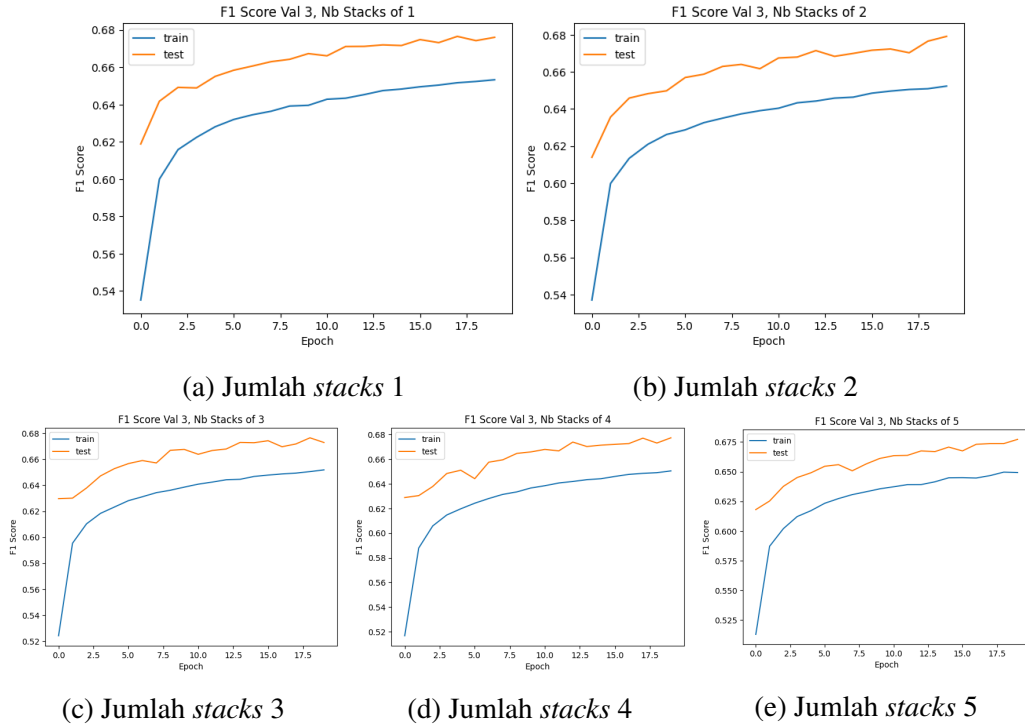 F1 Score Val 3, Nb Stacks of 1
train
test
F1 Score
0.68
0.66
0.64
0.62
0.60
0.58
0.56
0.54
0.0 2.5 5.0 7.5 10.0 12.5 15.0 17.5
Epoch
(a) Jumlah stacks 1
F1 Score Val 3, Nb Stacks of 2
train
test
F1 Score
0.68
0.66
0.64
0.62
0.60
0.58
0.56
0.54
0.0 2.5 5.0 7.5 10.0 12.5 15.0 17.5
Epoch
(b) Jumlah stacks 2
F1 Score Val 3, Nb Stacks of 3
train
test
F1 Score
0.68
0.66
0.64
0.62
0.60
0.58
0.56
0.54
0.52
0.0 2.5 5.0 7.5 10.0 12.5 15.0 17.5
Epoch
(c) Jumlah stacks 3
F1 Score Val 3, Nb Stacks of 4
train
test
F1 Score
0.68
0.66
0.64
0.62
0.60
0.58
0.56
0.54
0.52
0.0 2.5 5.0 7.5 10.0 12.5 15.0 17.5
Epoch
(d) Jumlah stacks 4
F1 Score Val 3, Nb Stacks of 5
train
test
F1 Score
0.675
0.650
0.625
0.600
0.575
0.550
0.525
0.0 2.5 5.0 7.5 10.0 12.5 15.0 17.5
Epoch
(e) Jumlah stacks 5